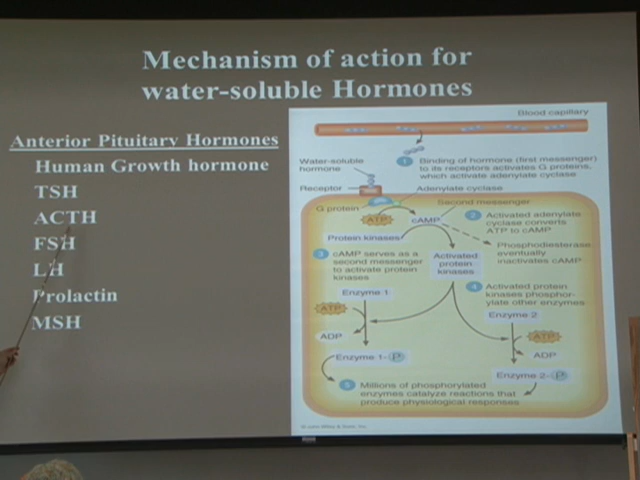 Mechanism of action for
water-soluble Hormones
Anterior Pituitary Hormones
Human Growth hormone
TSH
ACTH
FSH
LH
Prolactin
MSH
Blood capillary
Water-soluble
hormone
1 Binding of hormone (first messenger)
to its receptors activates G proteins,
which activate adenylate cyclase
Receptor
Adenylate cyclase
G protein
Second messenger
ATP
cAMP
2 Activated adenylate
cyclase converts
ATP to cAMP
Protein kinases
Phosphodiesterase
eventually
inactivates cAMP
3 cAMP serves as a
second messenger
to activate protein
kinases
Activated
protein
kinases
4 Activated protein
kinases phosphor-
ylate other enzymes
Enzyme 1
ATP
ADP
Enzyme 1-P
Enzyme 2
ATP
ADP
Enzyme 2-P
5 Millions of phosphorylated
enzymes catalyze reactions that
produce physiological responses